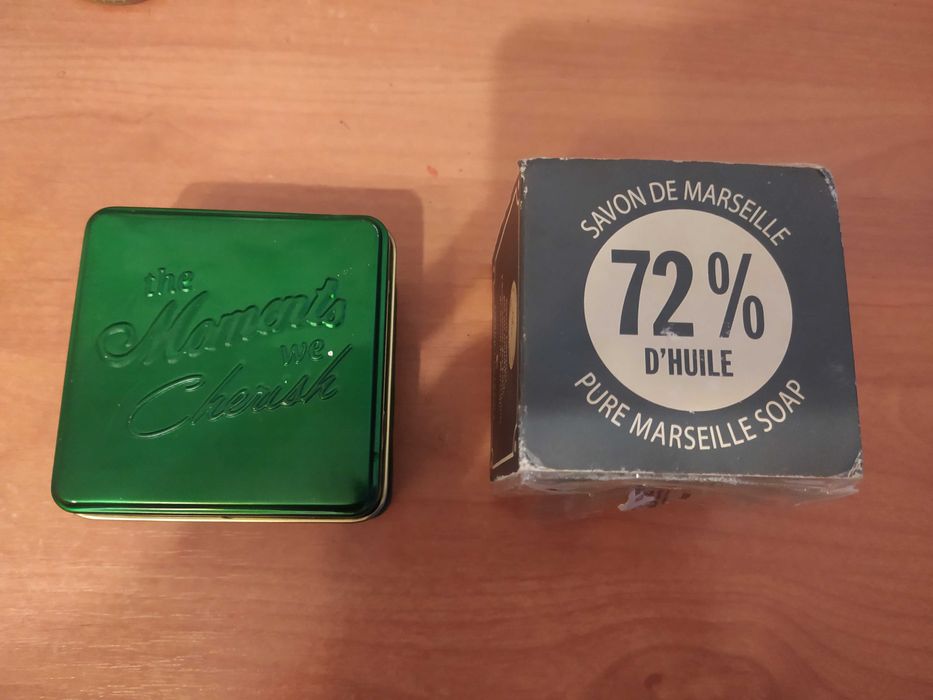 the
Moments
we
Cherish
SAVON DE MARSEILLE
72%
D'HUILE
PURE MARSEILLE SOAP